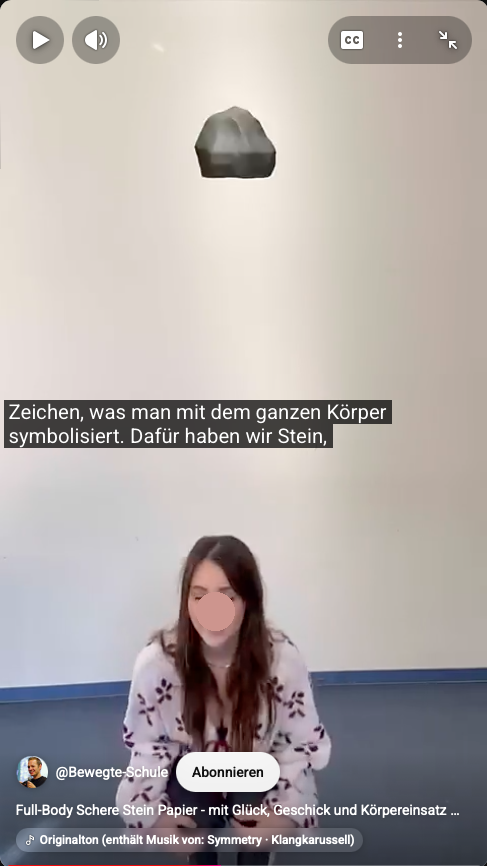 CC
Zeichen, was man mit dem ganzen Körper
symbolisiert. Dafür haben wir Stein,
@Bewegte-Schule Abonnieren
Full-Body Schere Stein Papier - mit Glück, Geschick und Körpereinsatz ...
Originalton (enthält Musik von: Symmetry · Klangkarussell)